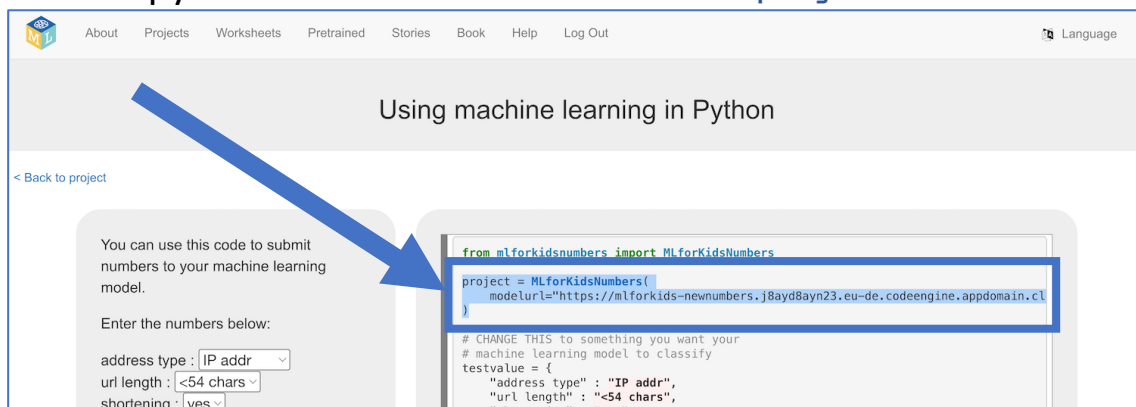 About Projects Worksheets Pretrained Stories Book Help Log Out Language
Using machine learning in Python
< Back to project
You can use this code to submit
numbers to your machine learning
model.
Enter the numbers below:
address type : IP addr
url length : <54 chars
shortening : yes
from mlforkidsnumbers import MLforKidsNumbers
project = MLforKidsNumbers(
modelurl="https://mlforkids-newnumbers.j8ayd8ayn23.eu-de.codeengine.appdomain.cl
)
# CHANGE THIS to something you want your
# machine learning model to classify
testvalue = {
"address type" : "IP addr",
"url length" : "<54 chars",